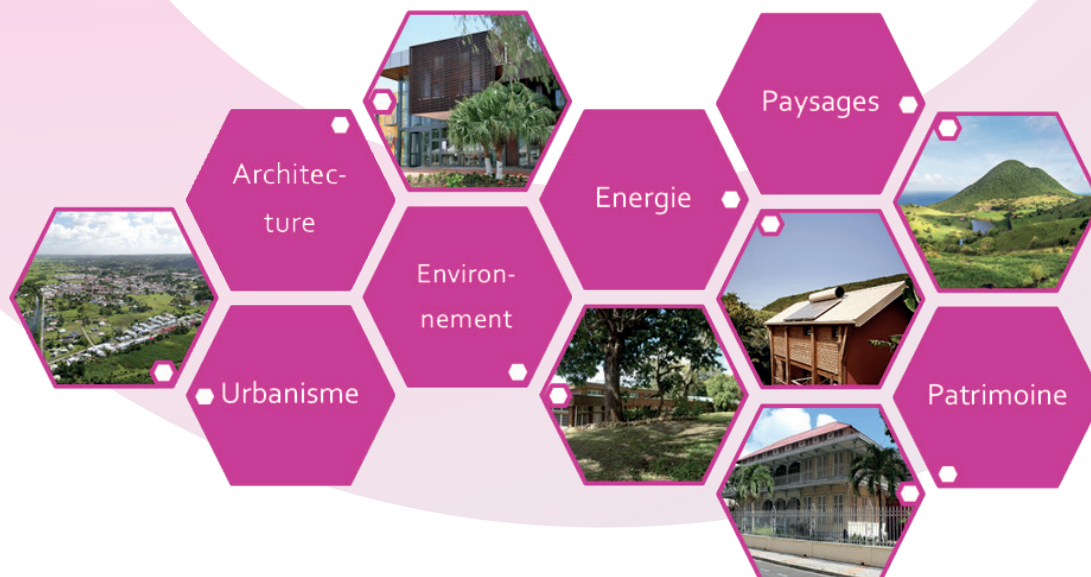 Paysages
Architec-
ture
Energie
Environ-
nement
Urbanisme
Patrimoine